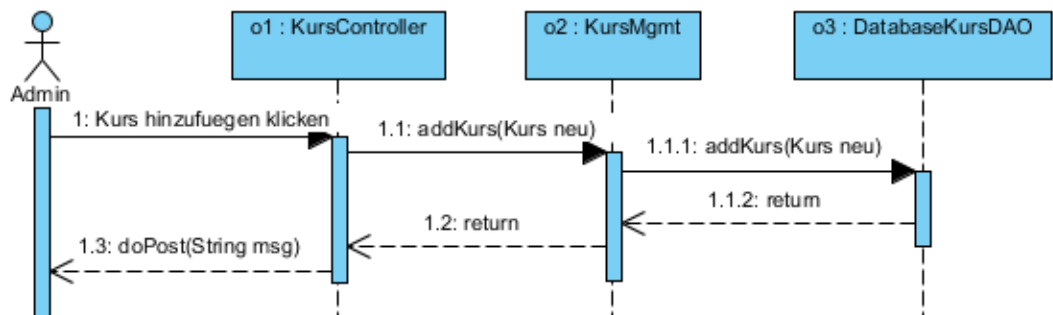 o1 : KursController
o2 : KursMgmt
o3 : DatabaseKursDAO
Admin
1: Kurs hinzufuegen klicken
1.1: addKurs(Kurs neu)
1.1.1: addKurs(Kurs neu)
1.1.2: return
1.2: return
1.3: doPost(String msg)